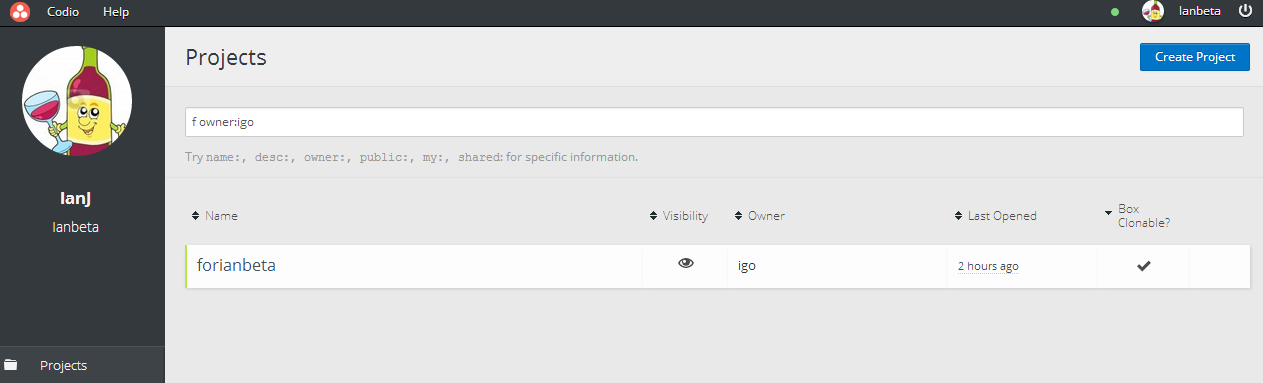 Codio Help Ianbeta
Projects
Create Project
IanJ
Ianbeta
f owner:igo
Try name:, desc:, owner:, public:, my:, shared: for specific information.
Name Visibility Owner Last Opened Box Clonable?
forianbeta igo 2 hours ago
Projects